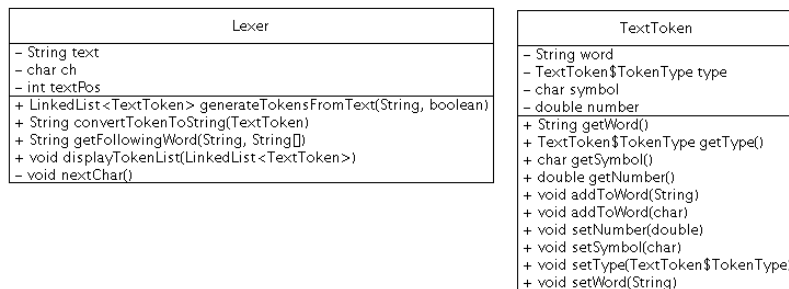 Lexer
- String text
- char ch
- int textPos
+ LinkedList<TextToken> generateTokensFromText(String, boolean)
+ String convertTokenToString(TextToken)
+ String getFollowingWord(String, String[])
+ void displayTokenList(LinkedList<TextToken>)
- void nextChar()
TextToken
- String word
- TextToken$TokenType type
- char symbol
- double number
+ String getWord()
+ TextToken$TokenType getType()
+ char getSymbol()
+ double getNumber()
+ void addToWord(String)
+ void addToWord(char)
+ void setNumber(double)
+ void setSymbol(char)
+ void setType(TextToken$TokenType)
+ void setWord(String)